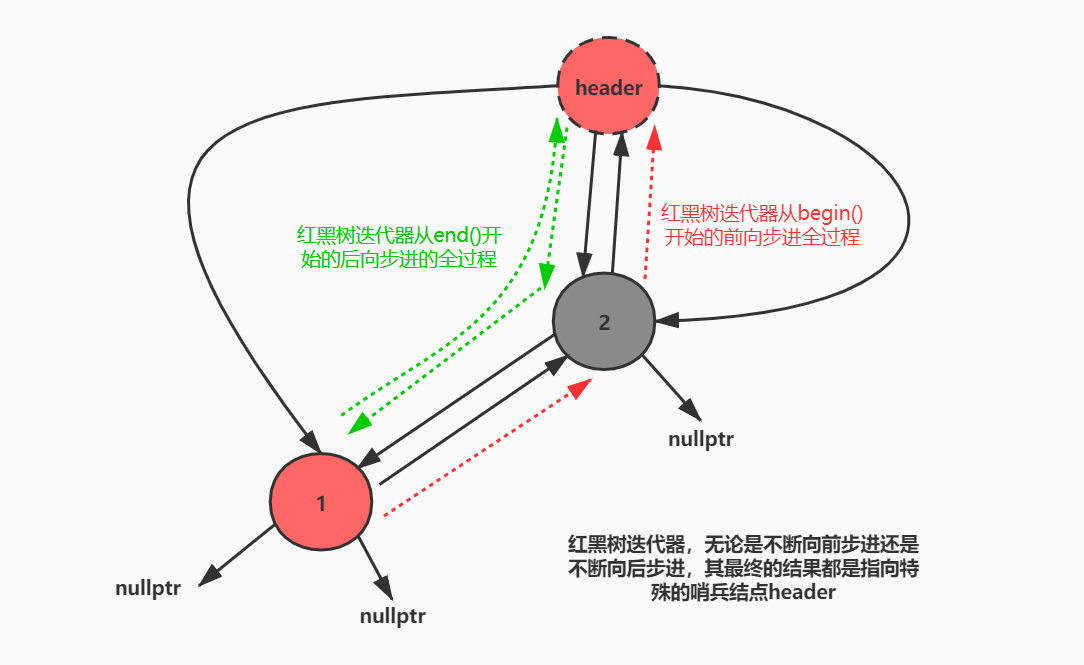 header
红黑树迭代器从begin()
开始的前向步进全过程
红黑树迭代器从end()开
始的后向步进的全过程
2
nullptr
1
nullptr
nullptr
红黑树迭代器，无论是不断向前步进还是
不断向后步进，其最终的结果都是指向特
殊的哨兵结点header